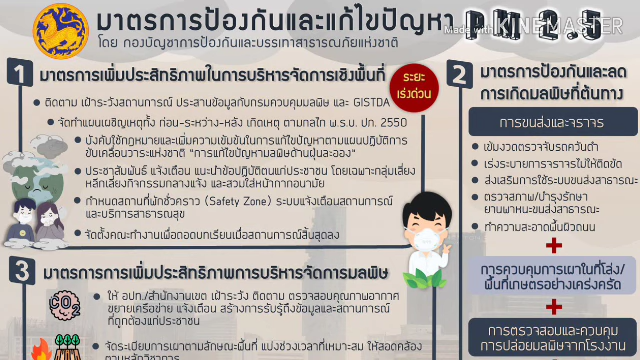 มาตรการป้องกันและแก้ไขปัญหา PM 2.5
Made with KINEMASTER
โดย กองบัญชาการป้องกันและบรรเทาสาธารณภัยแห่งชาติ
1 มาตรการเพิ่มประสิทธิภาพในการบริหารจัดการเชิงพื้นที่
ระยะ
เร่งด่วน
• ติดตาม เฝ้าระวังสถานการณ์ ประสานข้อมูลกับกรมควบคุมมลพิษ และ GISTDA
• จัดทำแผนเผชิญเหตุทั้ง ก่อน-ระหว่าง-หลัง เกิดเหตุ ตามกลไก พ.ร.บ. ปภ. 2550
• บังคับใช้กฎหมายและเพิ่มความเข้มข้นในการแก้ไขปัญหาตามแผนปฏิบัติการ
ขับเคลื่อนวาระแห่งชาติ "การแก้ไขปัญหามลพิษด้านฝุ่นละออง"
• ประชาสัมพันธ์ แจ้งเตือน แนะนำข้อปฏิบัติตนแก่ประชาชน โดยเฉพาะกลุ่มเสี่ยง
หลีกเลี่ยงกิจกรรมกลางแจ้ง และสวมใส่หน้ากากอนามัย
• กำหนดสถานที่พักชั่วคราว (Safety Zone) ระบบแจ้งเตือนสถานการณ์
และบริการสาธารณสุข
• จัดตั้งคณะทำงานเพื่อถอดบทเรียนเมื่อสถานการณ์สิ้นสุดลง
2 มาตรการป้องกันและลด
การเกิดมลพิษที่ต้นทาง
การขนส่งและจราจร
• เข้มงวดตรวจจับรถควันดำ
• เร่งระบายการจราจรไม่ให้ติดขัด
• ส่งเสริมการใช้ระบบขนส่งสาธารณะ
• ตรวจสภาพ/บำรุงรักษา
ยานพาหนะขนส่งสาธารณะ
• ทำความสะอาดพื้นผิวถนน
+
การควบคุมการเผาในที่โล่ง/
พื้นที่เกษตรอย่างเคร่งครัด
+
การตรวจสอบและควบคุม
การปล่อยมลพิษจากโรงงาน
3 มาตรการการเพิ่มประสิทธิภาพการบริหารจัดการมลพิษ
CO2
• ให้ อปท./สำนักงานเขต เฝ้าระวัง ติดตาม ตรวจสอบคุณภาพอากาศ
ขยายเครือข่าย แจ้งเตือน สร้างการรับรู้ถึงข้อมูลและสถานการณ์
ที่ถูกต้องแก่ประชาชน
• จัดระเบียบการเผาตามลักษณะพื้นที่ แบ่งช่วงเวลาที่เหมาะสม ให้สอดคล้อง
ตามหลักวิชาการ